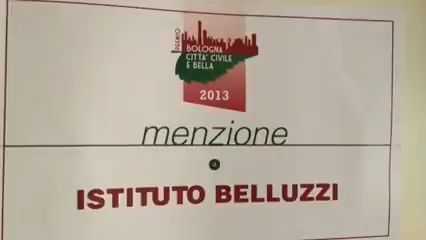 PREMIO
BOLOGNA
CITTA' CIVILE
E BELLA
2013
menzione
a
ISTITUTO BELLUZZI